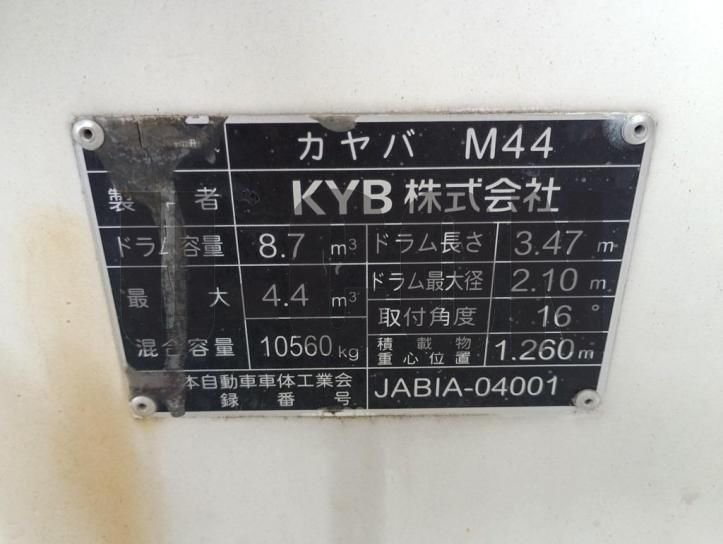 カヤバ M44
製 者 KYB株式会社
ドラム容量 8.7 m³ ドラム長さ 3.47 m
最大 4.4 m³ ドラム最大径 2.10 m
取付角度 16°
混合容量 10560kg 積載物重心位置 1.260m
本自動車車体工業会
録番号 JABIA-04001